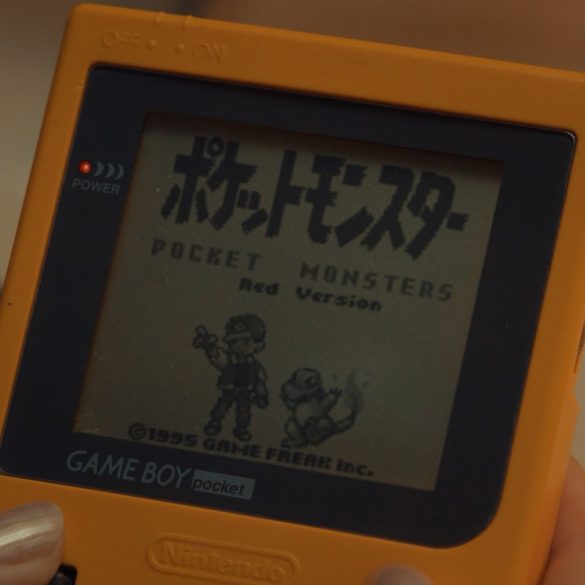 OFF • • ON
POWER
ポケットモンスター
POCKET MONSTERS
Red Version
©1995 GAME FREAK Inc.
GAME BOY pocket
Nintendo